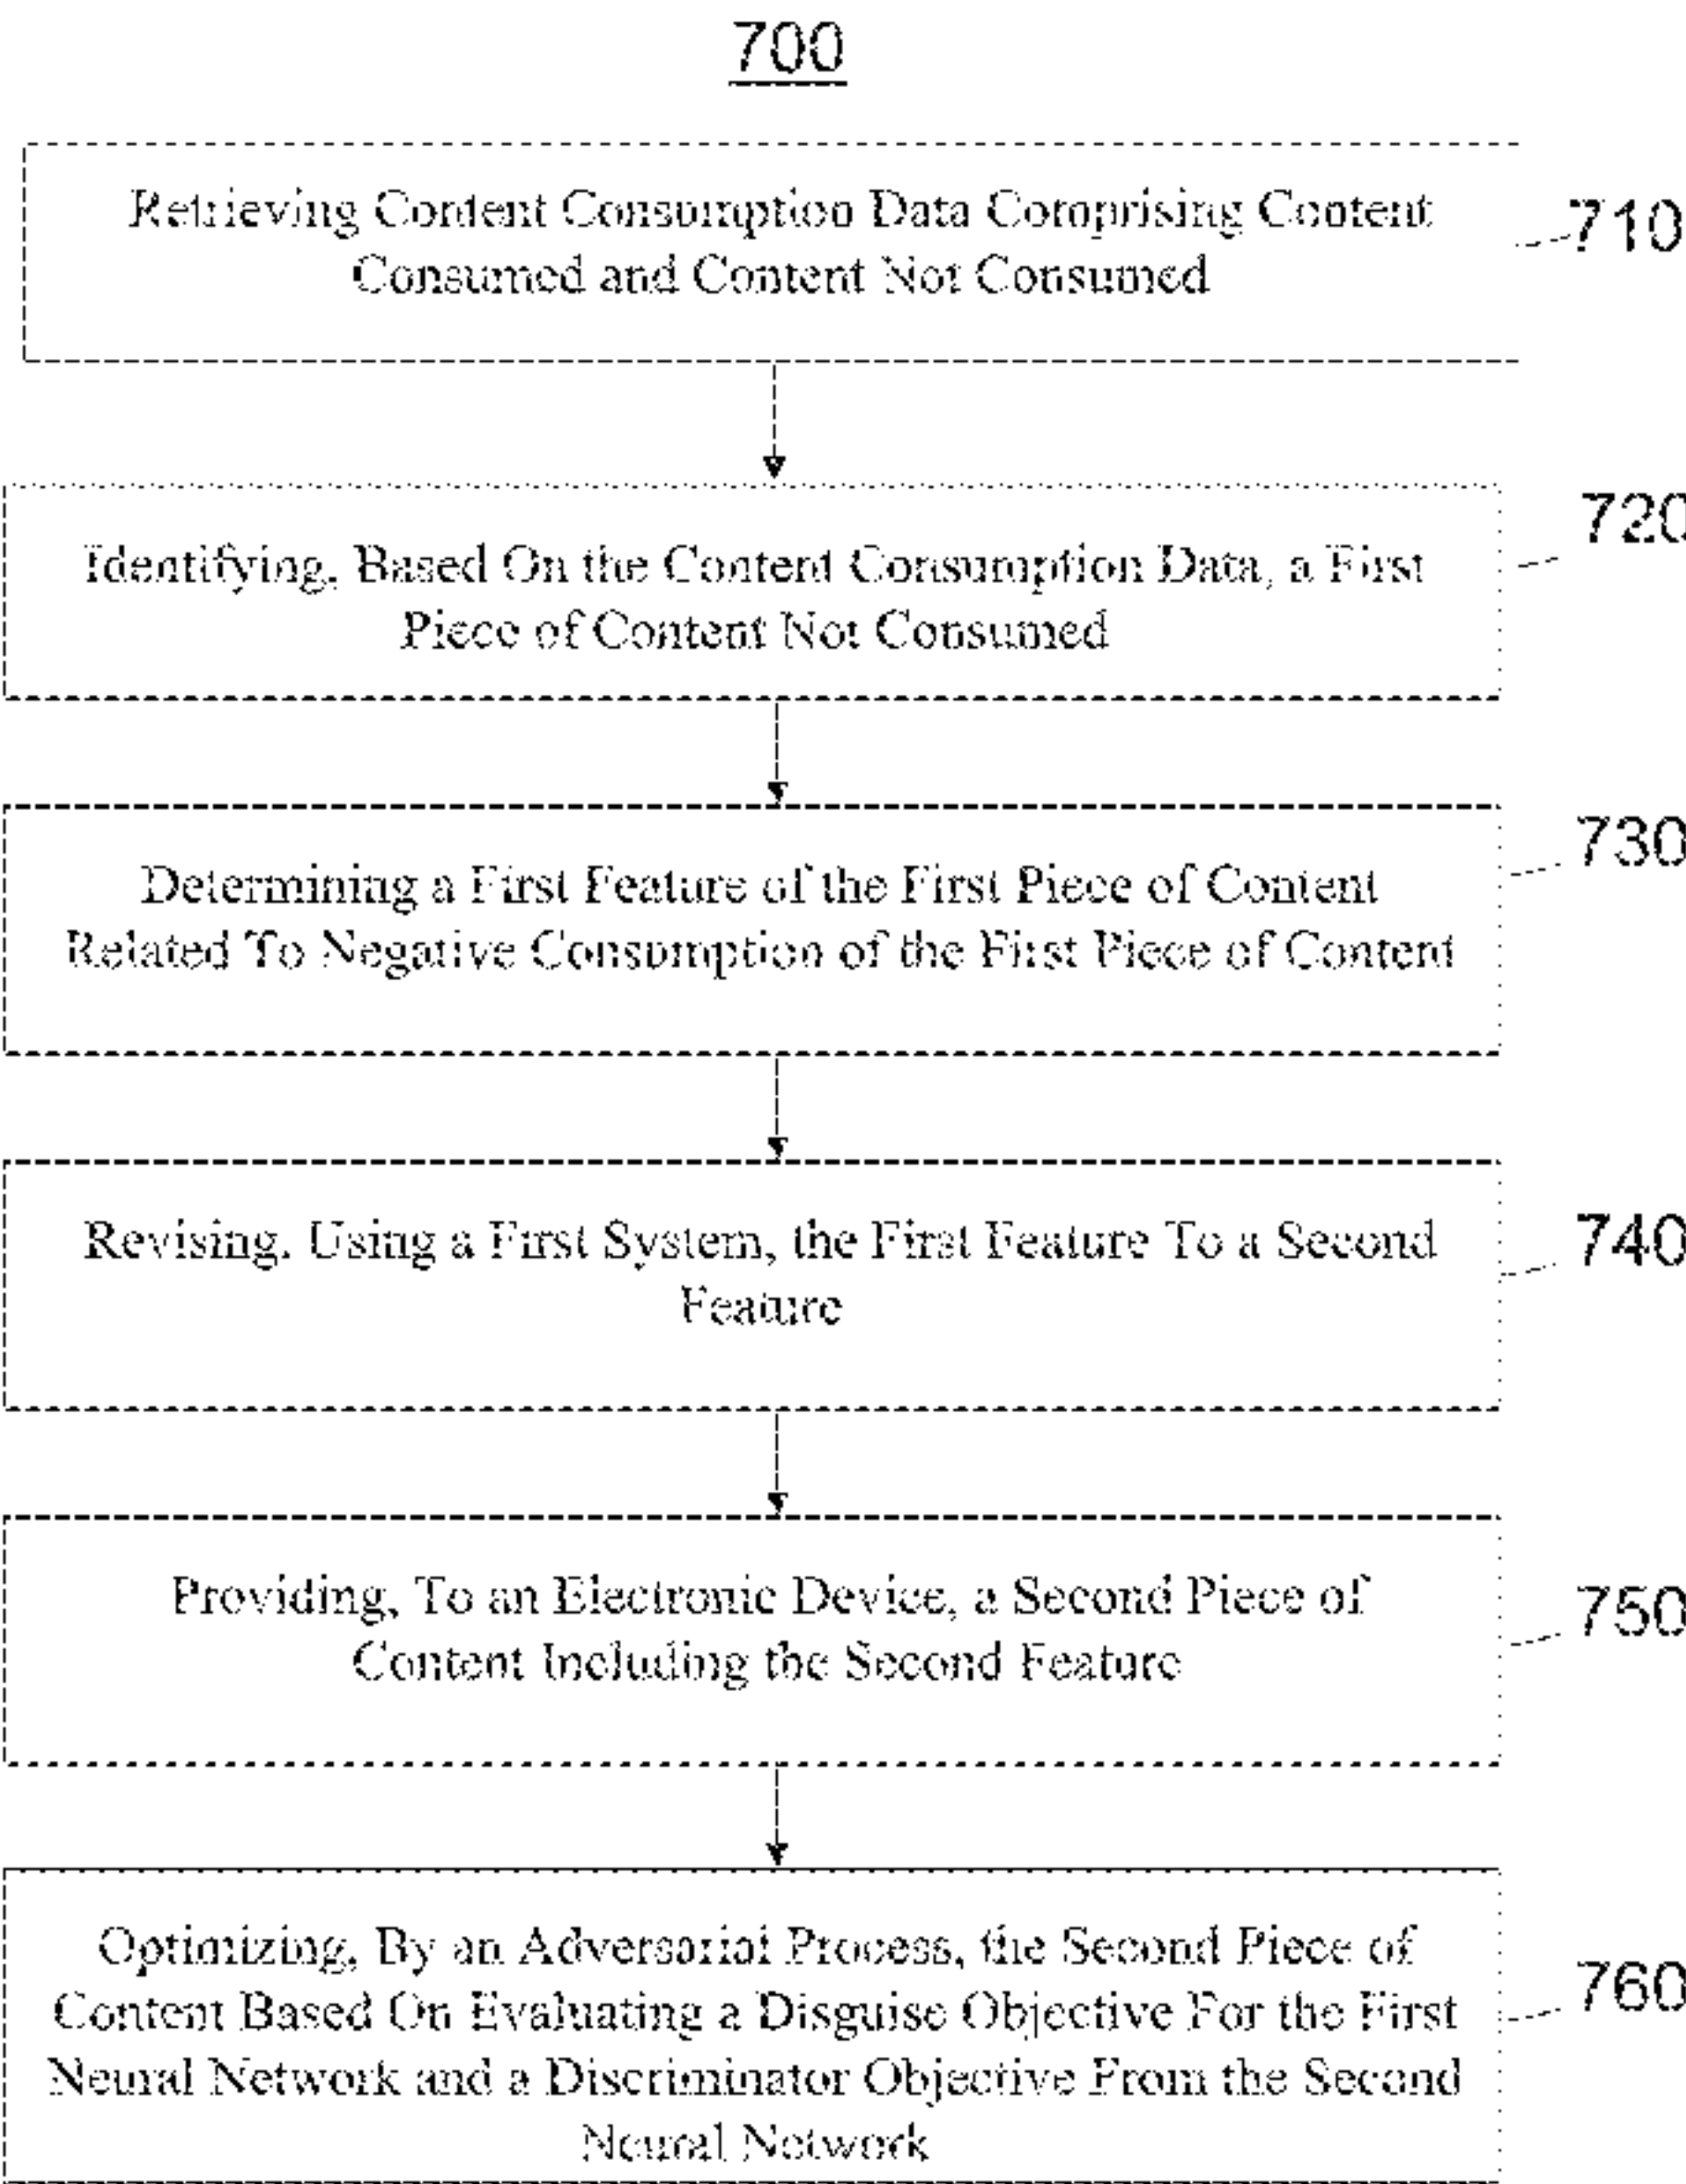 700
Retrieving Content Consumption Data Comprising Content
Consumed and Content Not Consumed
710
Identifying, Based On the Content Consumption Data, a First
Piece of Content Not Consumed
720
Determining a First Feature of the First Piece of Content
Related To Negative Consumption of the First Piece of Content
730
Revising, Using a First System, the First Feature To a Second
Feature
740
Providing, To an Electronic Device, a Second Piece of
Content Including the Second Feature
750
Optimizing, By an Adversarial Process, the Second Piece of
Content Based On Evaluating a Disguise Objective For the First
Neural Network and a Discriminator Objective From the Second
Neural Network
760